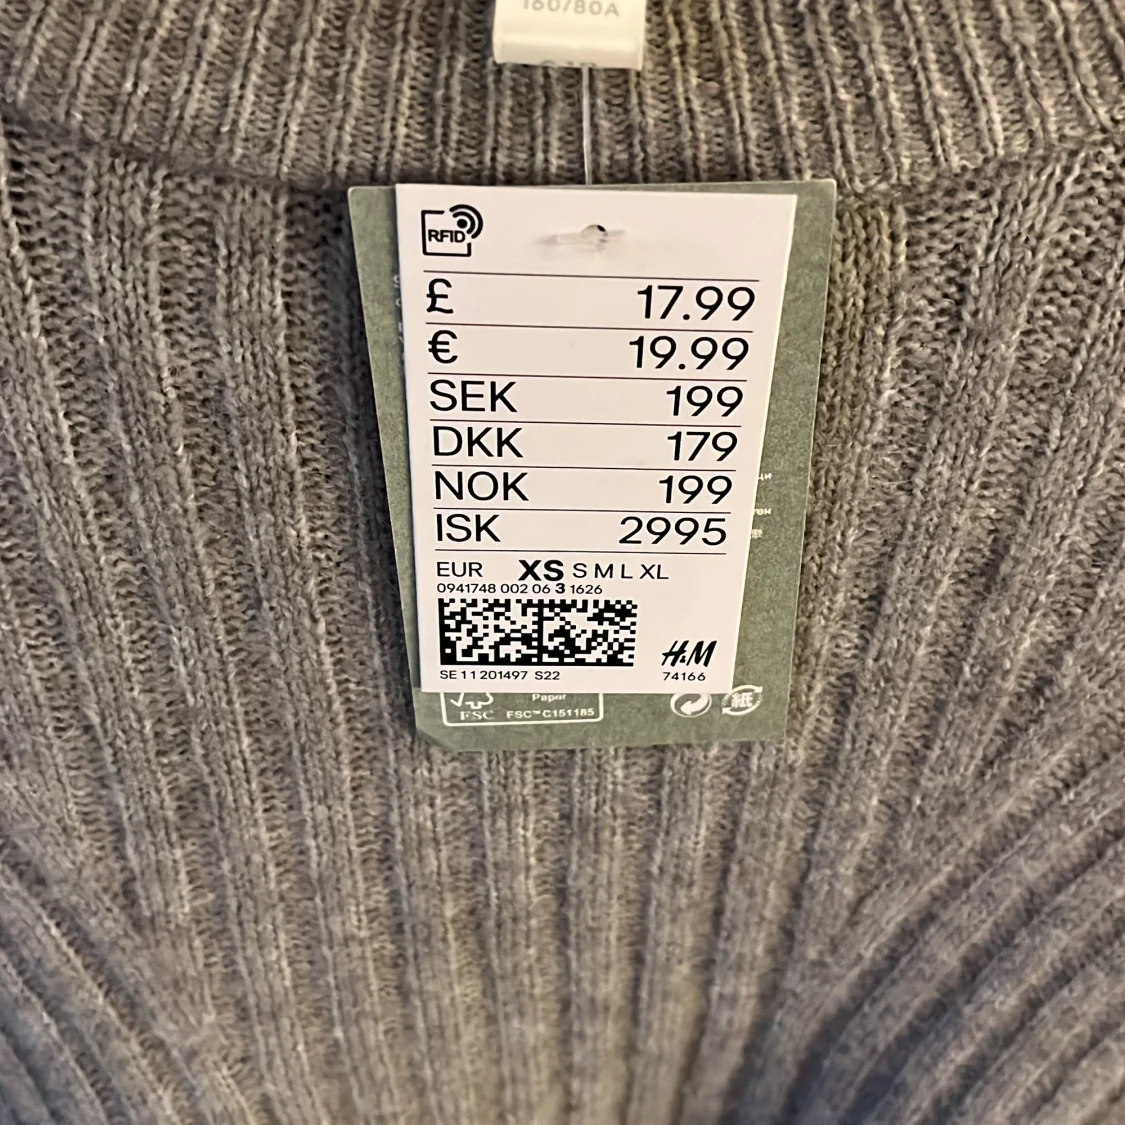 160/80A
RFID
£ 17.99
€ 19.99
SEK 199
DKK 179
NOK 199
ISK 2995
EUR XS S M L XL
0941748 002 06 3 1626
H&M
SE 11 201497 S22 74166
Paper
FSC FSC™ C151185
紙